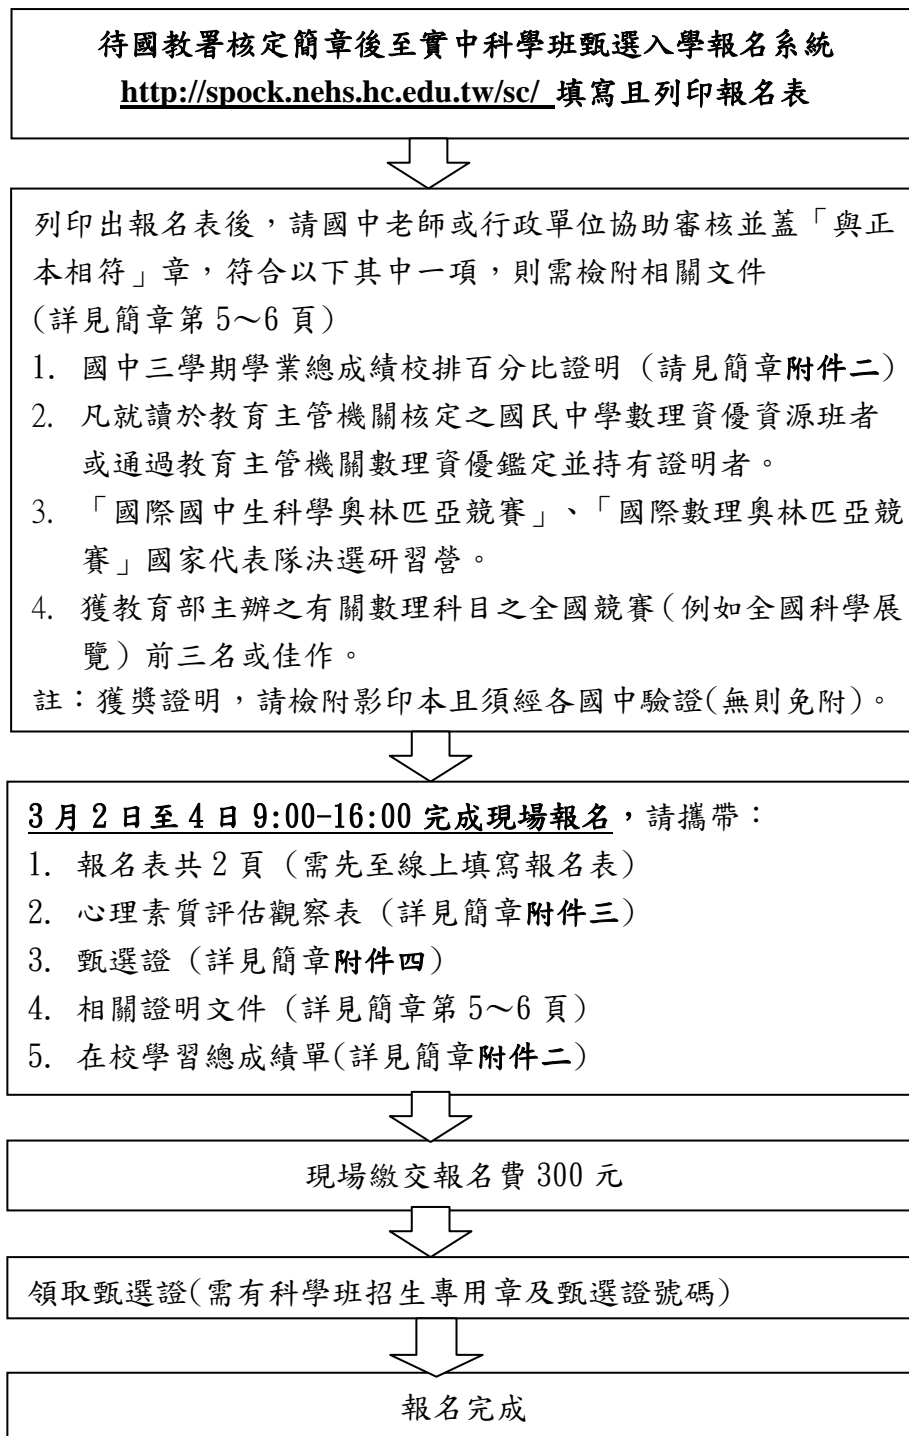 待國教署核定簡章後至實中科學班甄選入學報名系統
http://spock.nehs.hc.edu.tw/sc/ 填寫且列印報名表
列印出報名表後，請國中老師或行政單位協助審核並蓋「與正
本相符」章，符合以下其中一項，則需檢附相關文件
(詳見簡章第 5～6 頁)
1. 國中三學期學業總成績校排百分比證明 (請見簡章附件二)
2. 凡就讀於教育主管機關核定之國民中學數理資優資源班者
或通過教育主管機關數理資優鑑定並持有證明者。
3. 「國際國中生科學奧林匹亞競賽」、「國際數理奧林匹亞競
賽」國家代表隊決選研習營。
4. 獲教育部主辦之有關數理科目之全國競賽(例如全國科學展
覽)前三名或佳作。
註：獲獎證明，請檢附影印本且須經各國中驗證(無則免附)。
3 月 2 日至 4 日 9:00-16:00 完成現場報名，請攜帶：
1. 報名表共 2 頁 (需先至線上填寫報名表)
2. 心理素質評估觀察表 (詳見簡章附件三)
3. 甄選證 (詳見簡章附件四)
4. 相關證明文件 (詳見簡章第 5～6 頁)
5. 在校學習總成績單(詳見簡章附件二)
現場繳交報名費 300 元
領取甄選證(需有科學班招生專用章及甄選證號碼)
報名完成